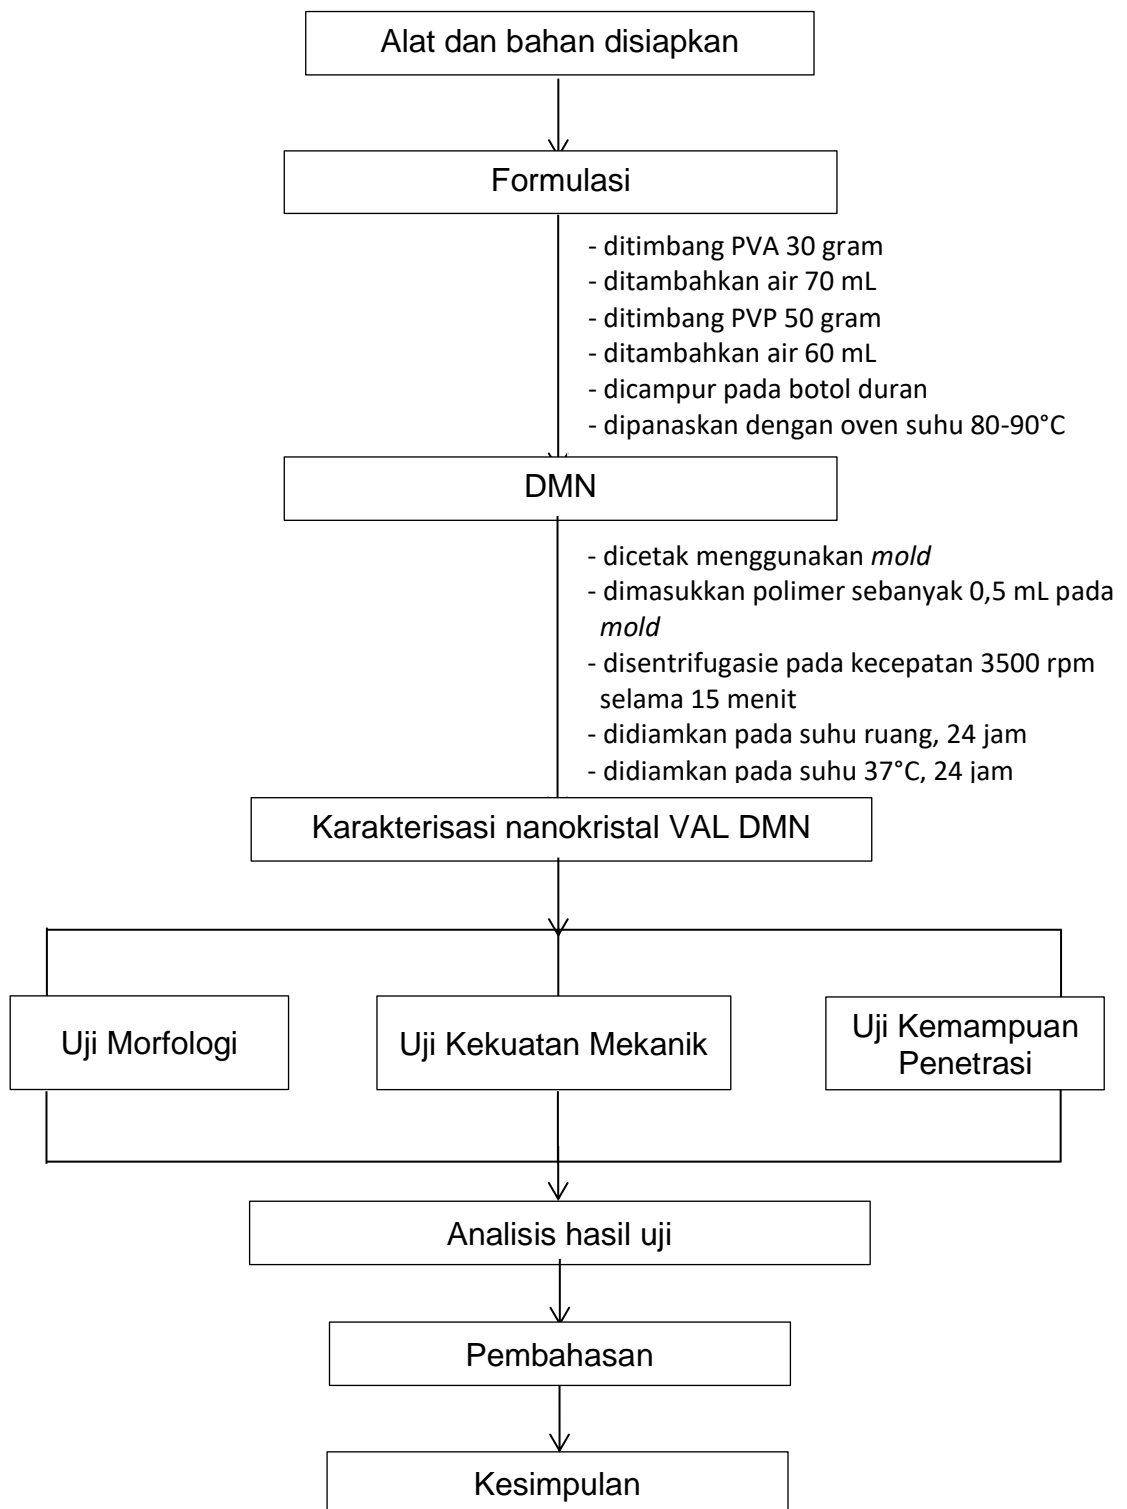 Alat dan bahan disiapkan
Formulasi
- ditimbang PVA 30 gram
- ditambahkan air 70 mL
- ditimbang PVP 50 gram
- ditambahkan air 60 mL
- dicampur pada botol duran
- dipanaskan dengan oven suhu 80-90°C
DMN
- dicetak menggunakan mold
- dimasukkan polimer sebanyak 0,5 mL pada
mold
- disentrifugasie pada kecepatan 3500 rpm
selama 15 menit
- didiamkan pada suhu ruang, 24 jam
- didiamkan pada suhu 37°C, 24 jam
Karakterisasi nanokristal VAL DMN
Uji Morfologi
Uji Kekuatan Mekanik
Uji Kemampuan
Penetrasi
Analisis hasil uji
Pembahasan
Kesimpulan